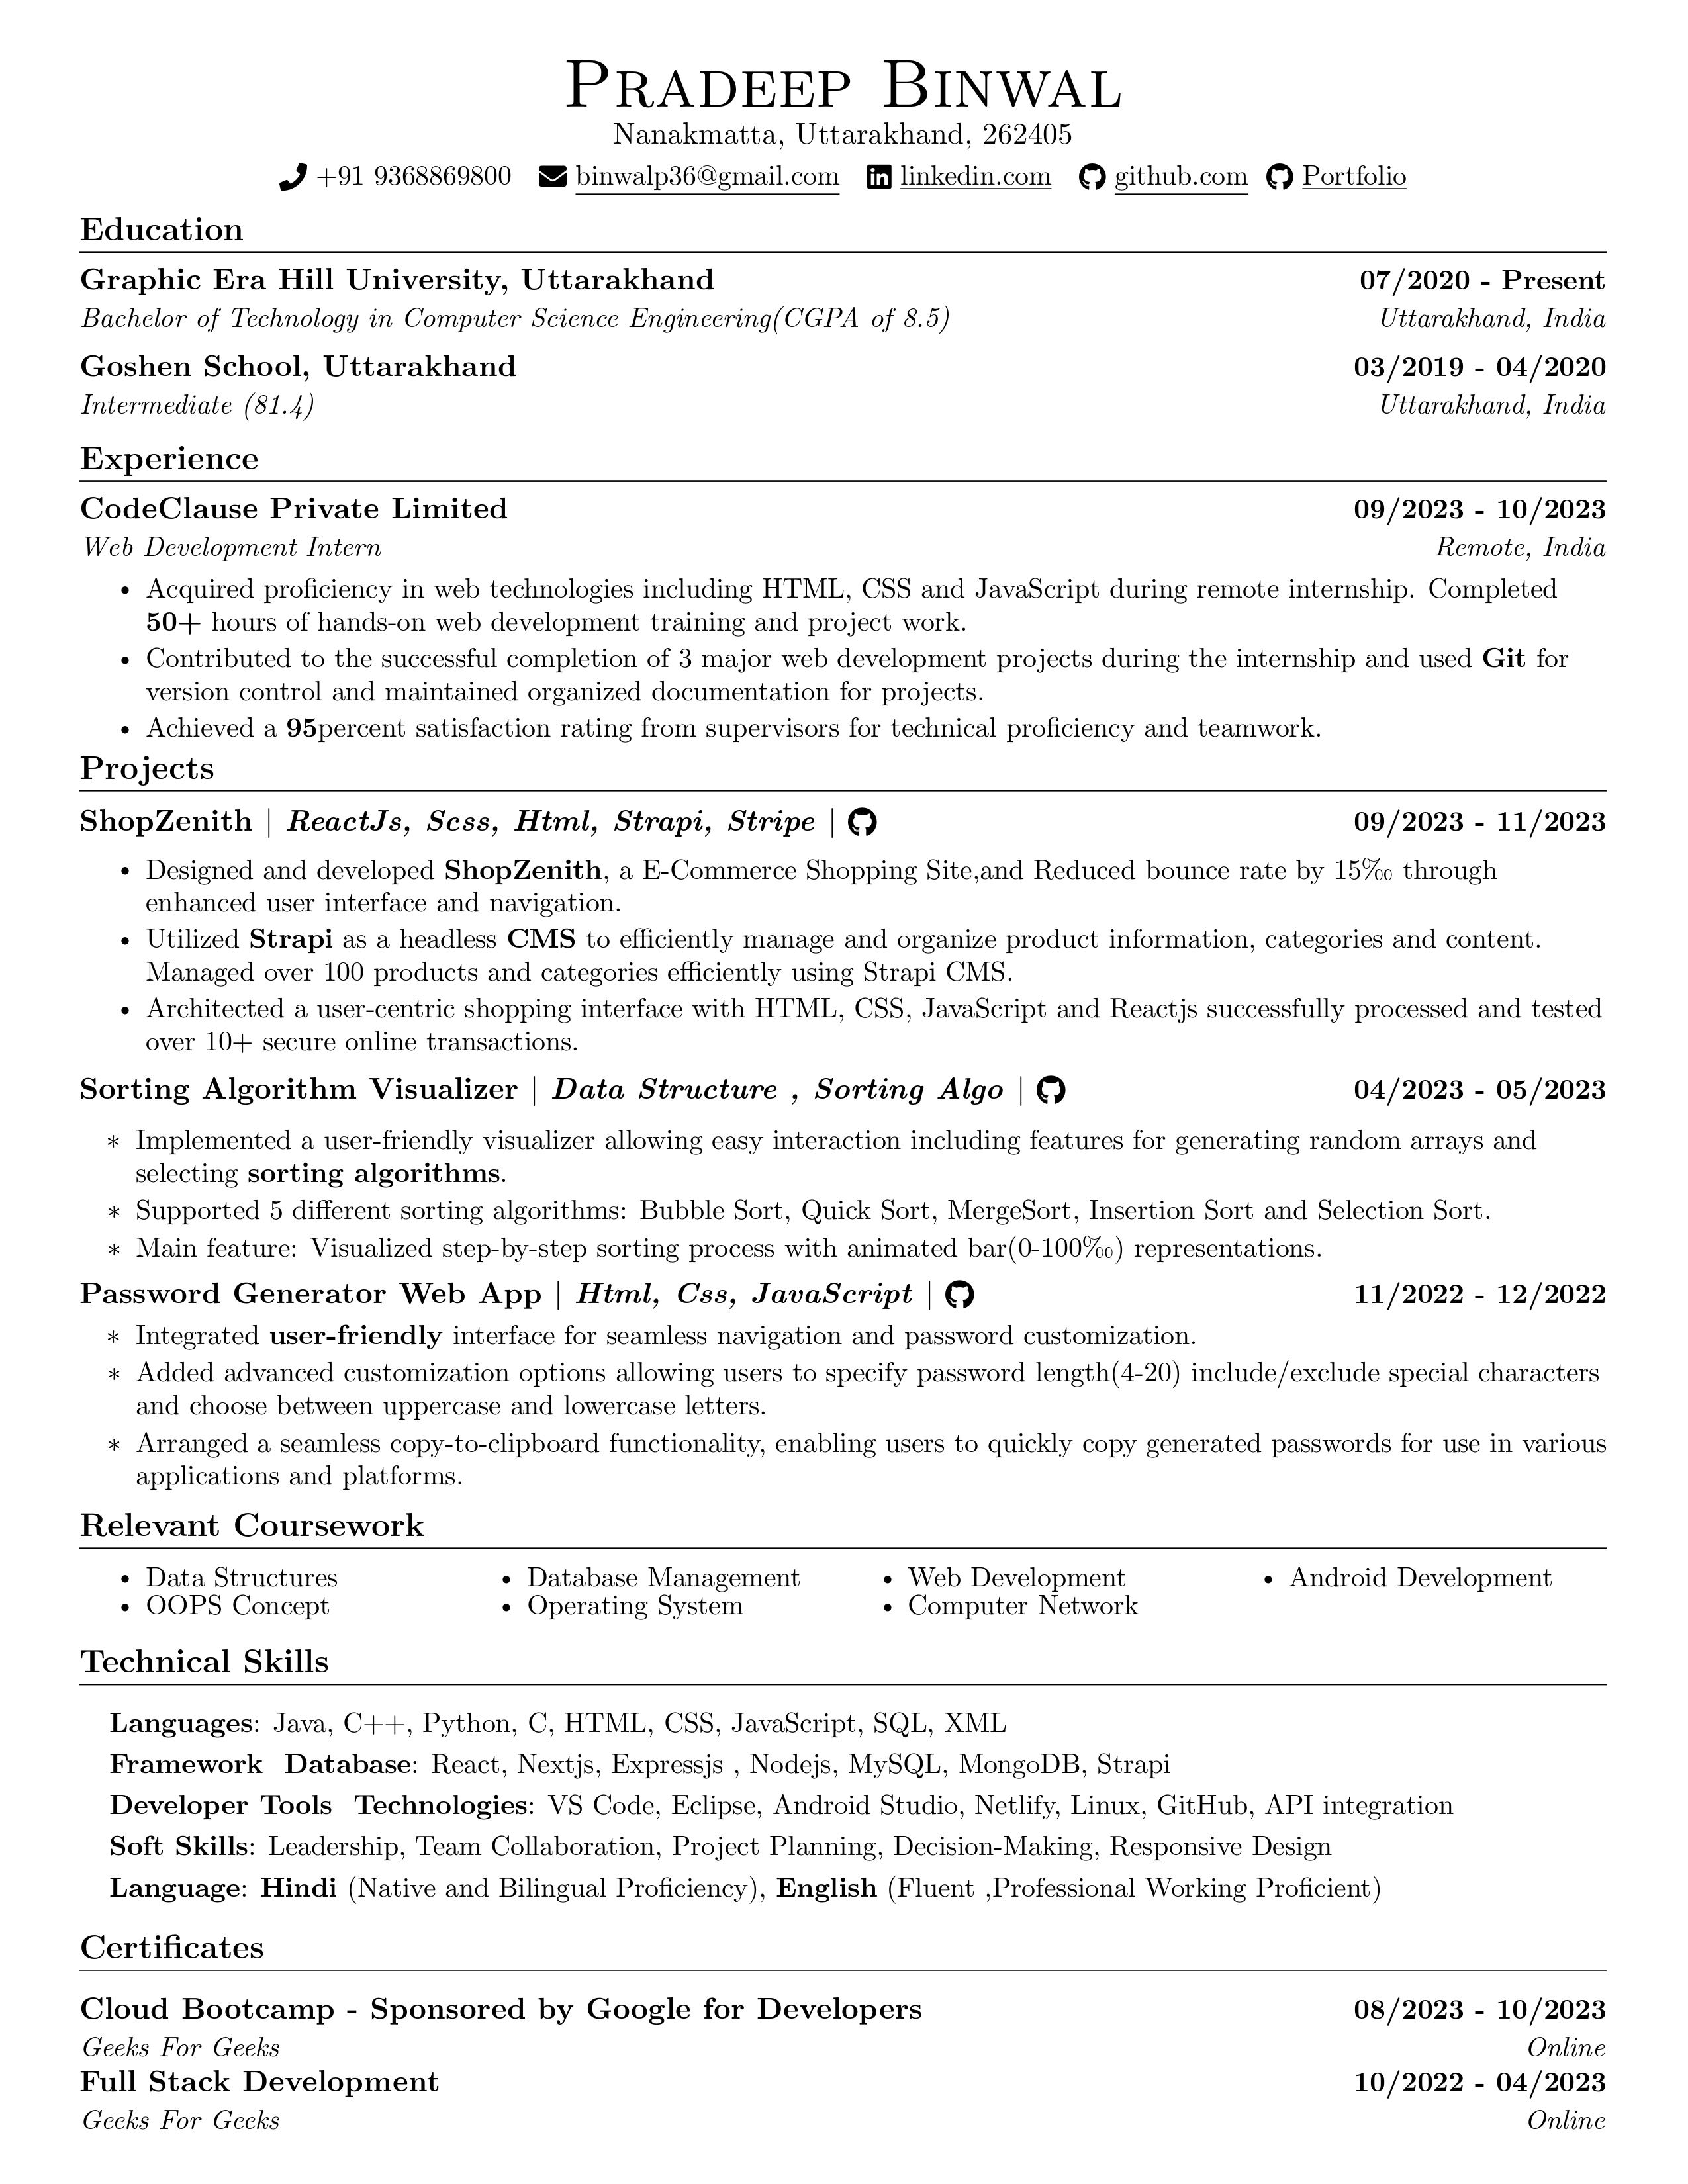 Pradeep Binwal
Nanakmatta, Uttarakhand, 262405
+91 9368869800 binwalp36@gmail.com linkedin.com github.com Portfolio
Education
Graphic Era Hill University, Uttarakhand 07/2020 - Present
Bachelor of Technology in Computer Science Engineering(CGPA of 8.5) Uttarakhand, India
Goshen School, Uttarakhand 03/2019 - 04/2020
Intermediate (81.4) Uttarakhand, India
Experience
CodeClause Private Limited 09/2023 - 10/2023
Web Development Intern Remote, India
• Acquired proficiency in web technologies including HTML, CSS and JavaScript during remote internship. Completed
50+ hours of hands-on web development training and project work.
• Contributed to the successful completion of 3 major web development projects during the internship and used Git for
version control and maintained organized documentation for projects.
• Achieved a 95percent satisfaction rating from supervisors for technical proficiency and teamwork.
Projects
ShopZenith | ReactJs, Scss, Html, Strapi, Stripe | 09/2023 - 11/2023
• Designed and developed ShopZenith, a E-Commerce Shopping Site,and Reduced bounce rate by 15‰ through
enhanced user interface and navigation.
• Utilized Strapi as a headless CMS to efficiently manage and organize product information, categories and content.
Managed over 100 products and categories efficiently using Strapi CMS.
• Architected a user-centric shopping interface with HTML, CSS, JavaScript and Reactjs successfully processed and tested
over 10+ secure online transactions.
Sorting Algorithm Visualizer | Data Structure , Sorting Algo | 04/2023 - 05/2023
* Implemented a user-friendly visualizer allowing easy interaction including features for generating random arrays and
selecting sorting algorithms.
* Supported 5 different sorting algorithms: Bubble Sort, Quick Sort, MergeSort, Insertion Sort and Selection Sort.
* Main feature: Visualized step-by-step sorting process with animated bar(0-100‰) representations.
Password Generator Web App | Html, Css, JavaScript | 11/2022 - 12/2022
* Integrated user-friendly interface for seamless navigation and password customization.
* Added advanced customization options allowing users to specify password length(4-20) include/exclude special characters
and choose between uppercase and lowercase letters.
* Arranged a seamless copy-to-clipboard functionality, enabling users to quickly copy generated passwords for use in various
applications and platforms.
Relevant Coursework
• Data Structures • Database Management • Web Development • Android Development
• OOPS Concept • Operating System • Computer Network
Technical Skills
Languages: Java, C++, Python, C, HTML, CSS, JavaScript, SQL, XML
Framework Database: React, Nextjs, Expressjs , Nodejs, MySQL, MongoDB, Strapi
Developer Tools Technologies: VS Code, Eclipse, Android Studio, Netlify, Linux, GitHub, API integration
Soft Skills: Leadership, Team Collaboration, Project Planning, Decision-Making, Responsive Design
Language: Hindi (Native and Bilingual Proficiency), English (Fluent ,Professional Working Proficient)
Certificates
Cloud Bootcamp - Sponsored by Google for Developers 08/2023 - 10/2023
Geeks For Geeks Online
Full Stack Development 10/2022 - 04/2023
Geeks For Geeks Online